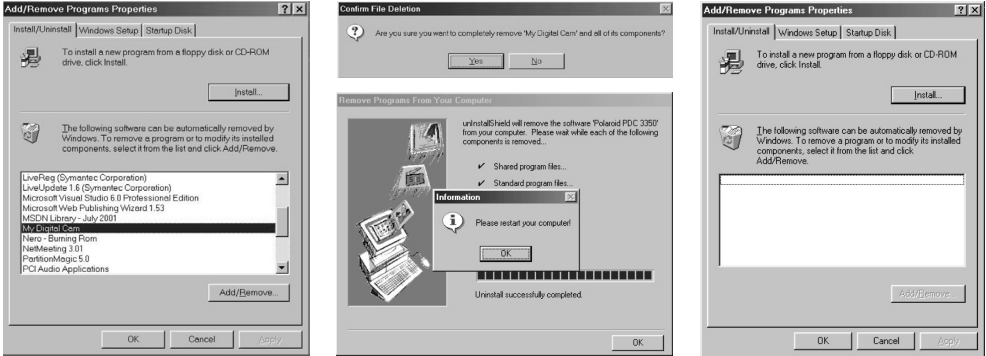 Add/Remove Programs Properties
Install/Uninstall
Windows Setup
Startup Disk
To install a new program from a floppy disk or CD-ROM
drive, click Install.
Install...
The following software can be automatically removed by
Windows. To remove a program or to modify its installed
components, select it from the list and click Add/Remove.
LiveReg (Symantec Corporation)
LiveUpdate 1.6 (Symantec Corporation)
Microsoft Visual Studio 6.0 Professional Edition
Microsoft Web Publishing Wizard 1.53
MSDN Library - July 2001
My Digital Cam
Nero - Burning Rom
NetMeeting 3.01
PartitionMagic 5.0
PCI Audio Applications
Add/Remove...
OK
Cancel
Apply
Confirm File Deletion
Are you sure you want to completely remove 'My Digital Cam' and all of its components?
Yes
No
Remove Programs From Your Computer
unInstallShield will remove the software 'Polaroid PDC 3350'
from your computer. Please wait while each of the following
components is removed...
Shared program files...
Standard program files...
Information
Please restart your computer!
OK
Uninstall successfully completed.
OK
Add/Remove Programs Properties
Install/Uninstall
Windows Setup
Startup Disk
To install a new program from a floppy disk or CD-ROM
drive, click Install.
Install...
The following software can be automatically removed by
Windows. To remove a program or to modify its installed
components, select it from the list and click
Add/Remove.
Add/Remove...
OK
Cancel
Apply